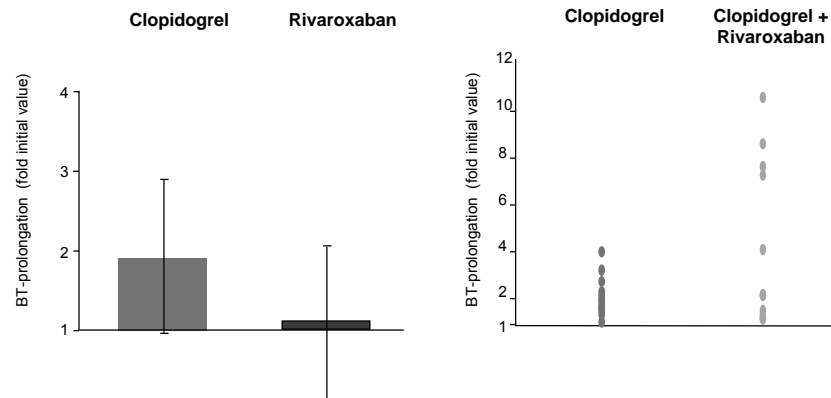 Clopidogrel Rivaroxaban
BT-prolongation (fold initial value)
4
3
2
1
Clopidogrel
Clopidogrel +
Rivaroxaban
BT-prolongation (fold initial value)
12
10
8
6
4
2
1